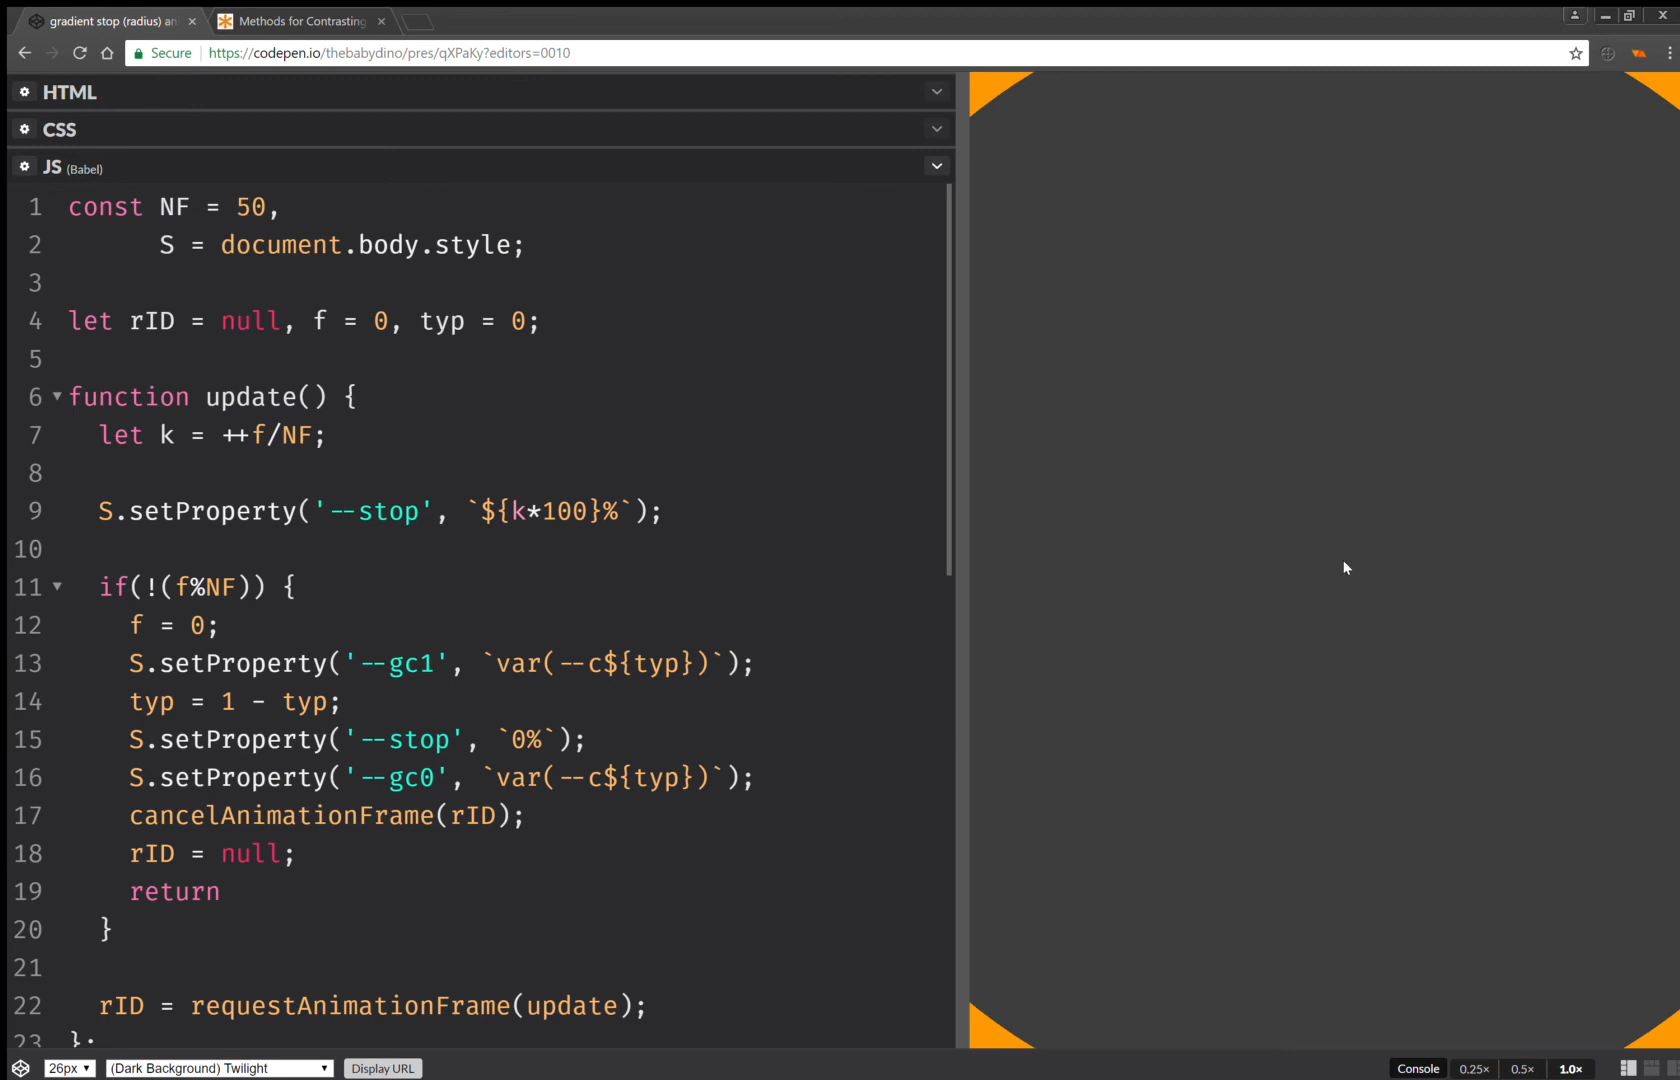 gradient stop (radius) an
Methods for Contrasting
Secure
https://codepen.io/thebabydino/pres/qXPaKy?editors=0010
HTML
CSS
JS (Babel)
1 const NF = 50,
2 S = document.body.style;
3
4 let rID = null, f = 0, typ = 0;
5
6 function update() {
7 let k = ++f/NF;
8
9 S.setProperty('--stop', `${k*100}%`);
10
11 if(!(f%NF)) {
12 f = 0;
13 S.setProperty('--gc1', `var(--c${typ})`);
14 typ = 1 - typ;
15 S.setProperty('--stop', `0%`);
16 S.setProperty('--gc0', `var(--c${typ})`);
17 cancelAnimationFrame(rID);
18 rID = null;
19 return
20 }
21
22 rID = requestAnimationFrame(update);
23 };
26px
(Dark Background) Twilight
Display URL
Console
0.25×
0.5×
1.0×